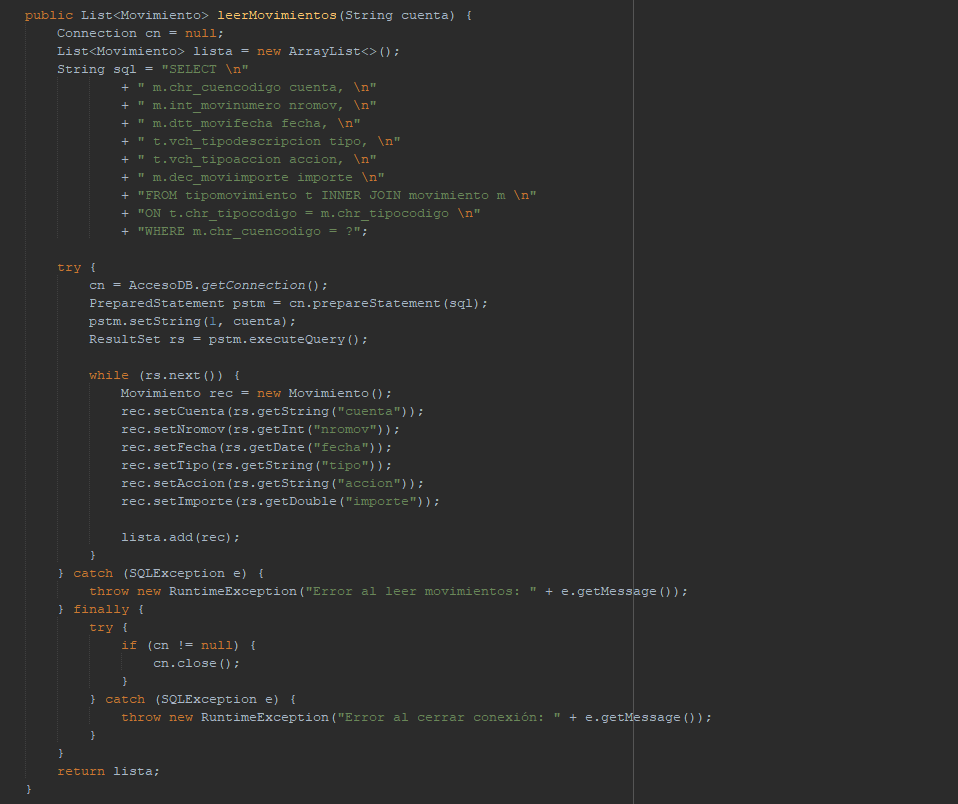 public List<Movimiento> leerMovimientos(String cuenta) {
    Connection cn = null;
    List<Movimiento> lista = new ArrayList<>();
    String sql = "SELECT \n"
            + " m.chr_cuencodigo cuenta, \n"
            + " m.int_movinumero nromov, \n"
            + " m.dtt_movifecha fecha, \n"
            + " t.vch_tipodescripcion tipo, \n"
            + " t.vch_tipoaccion accion, \n"
            + " m.dec_moviimporte importe \n"
            + "FROM tipomovimiento t INNER JOIN movimiento m \n"
            + "ON t.chr_tipocodigo = m.chr_tipocodigo \n"
            + "WHERE m.chr_cuencodigo = ?";

    try {
        cn = AccesoDB.getConnection();
        PreparedStatement pstm = cn.prepareStatement(sql);
        pstm.setString(1, cuenta);
        ResultSet rs = pstm.executeQuery();

        while (rs.next()) {
            Movimiento rec = new Movimiento();
            rec.setCuenta(rs.getString("cuenta"));
            rec.setNromov(rs.getInt("nromov"));
            rec.setFecha(rs.getDate("fecha"));
            rec.setTipo(rs.getString("tipo"));
            rec.setAccion(rs.getString("accion"));
            rec.setImporte(rs.getDouble("importe"));

            lista.add(rec);
        }
    } catch (SQLException e) {
        throw new RuntimeException("Error al leer movimientos: " + e.getMessage());
    } finally {
        try {
            if (cn != null) {
                cn.close();
            }
        } catch (SQLException e) {
            throw new RuntimeException("Error al cerrar conexión: " + e.getMessage());
        }
    }
    return lista;
}